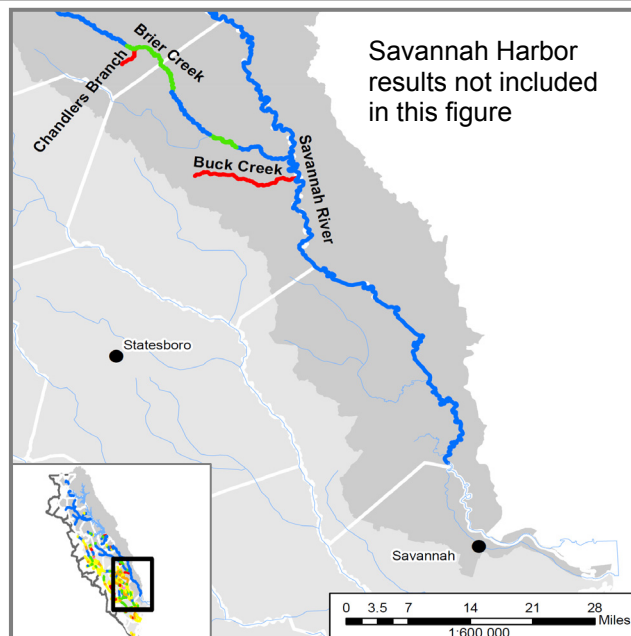 Savannah Harbor
results not included
in this figure
Brier Creek
Chandlers Branch
Savannah River
Buck Creek
Statesboro
Savannah
0 3.5 7 14 21 28
Miles
1:600,000